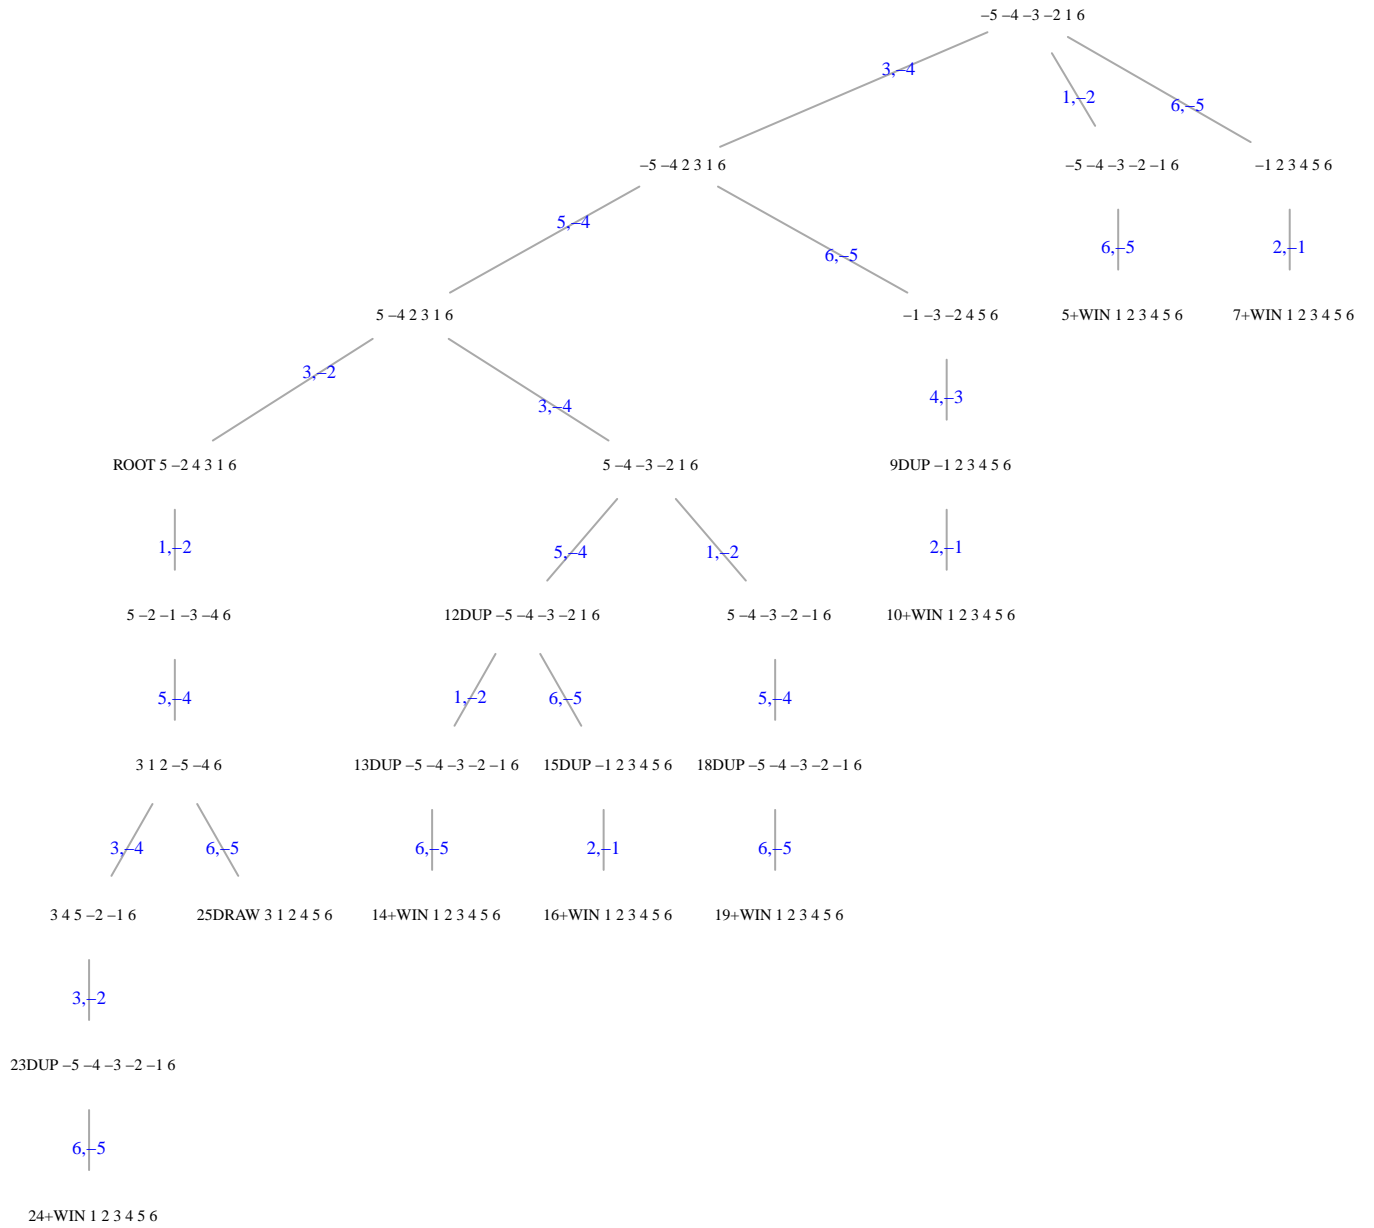 –5 –4 –3 –2 1 6
3,–4
1,–2
6,–5
–5 –4 2 3 1 6
–5 –4 –3 –2 –1 6
–1 2 3 4 5 6
5,–4
6,–5
6,–5
2,–1
5 –4 2 3 1 6
–1 –3 –2 4 5 6
5+WIN 1 2 3 4 5 6
7+WIN 1 2 3 4 5 6
3,–2
3,–4
4,–3
ROOT 5 –2 4 3 1 6
5 –4 –3 –2 1 6
9DUP –1 2 3 4 5 6
1,–2
5,–4
1,–2
2,–1
5 –2 –1 –3 –4 6
12DUP –5 –4 –3 –2 1 6
5 –4 –3 –2 –1 6
10+WIN 1 2 3 4 5 6
5,–4
1,–2
6,–5
5,–4
3 1 2 –5 –4 6
13DUP –5 –4 –3 –2 –1 6
15DUP –1 2 3 4 5 6
18DUP –5 –4 –3 –2 –1 6
3,–4
6,–5
6,–5
2,–1
6,–5
3 4 5 –2 –1 6
25DRAW 3 1 2 4 5 6
14+WIN 1 2 3 4 5 6
16+WIN 1 2 3 4 5 6
19+WIN 1 2 3 4 5 6
3,–2
23DUP –5 –4 –3 –2 –1 6
6,–5
24+WIN 1 2 3 4 5 6